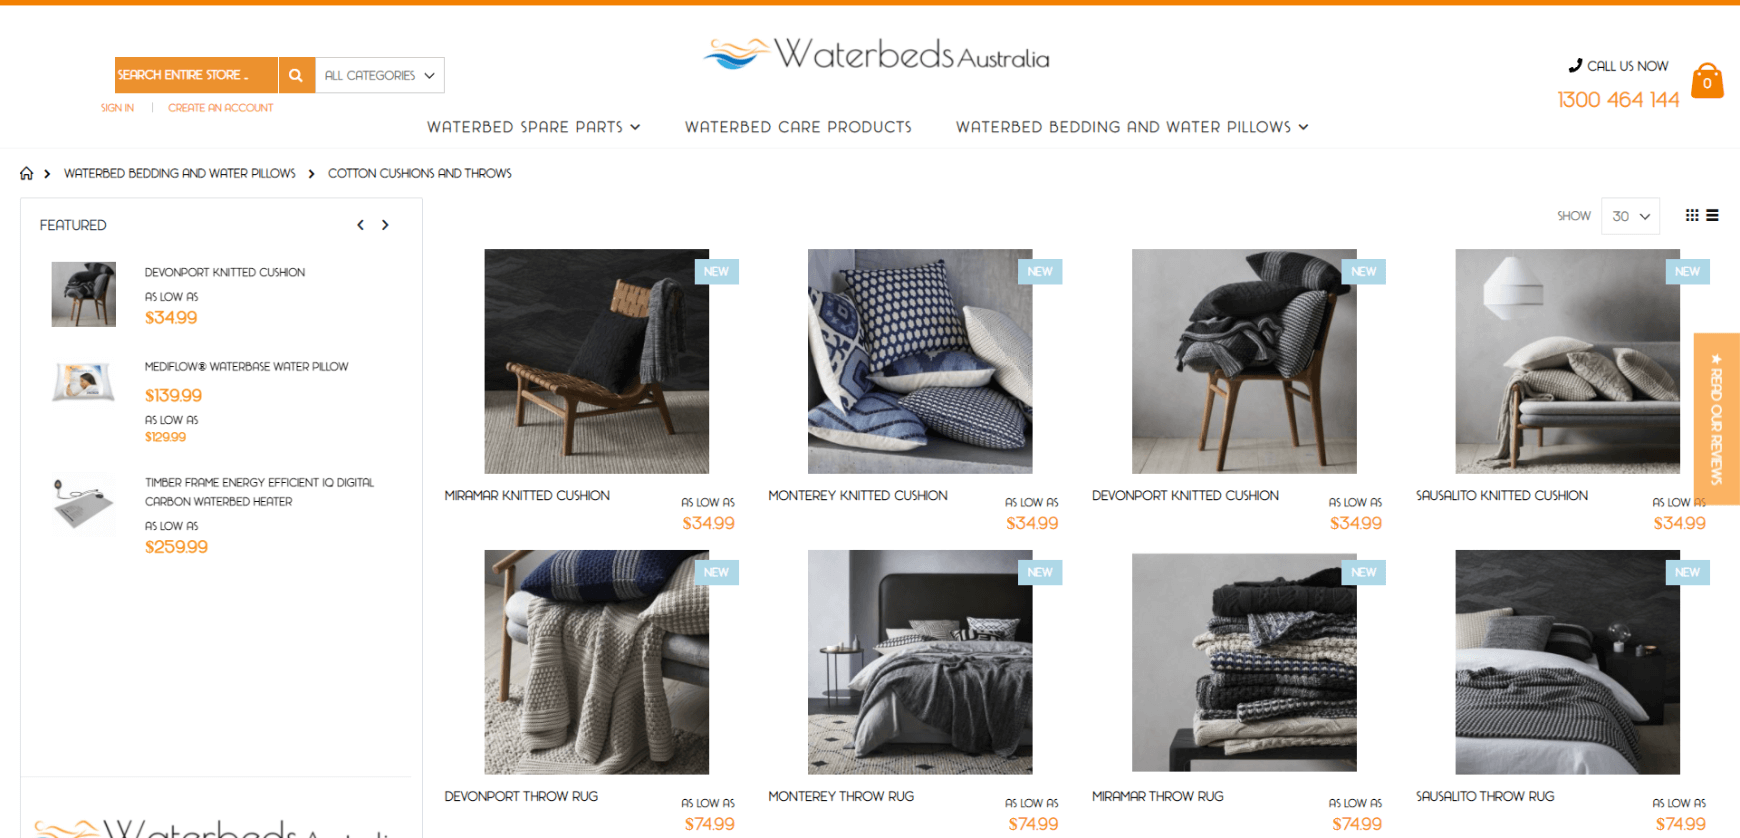 Waterbeds Australia
SEARCH ENTIRE STORE ...
ALL CATEGORIES
CALL US NOW
0
1300 464 144
SIGN IN
CREATE AN ACCOUNT
WATERBED SPARE PARTS
WATERBED CARE PRODUCTS
WATERBED BEDDING AND WATER PILLOWS
WATERBED BEDDING AND WATER PILLOWS
COTTON CUSHIONS AND THROWS
FEATURED
DEVONPORT KNITTED CUSHION
AS LOW AS
$34.99
MEDIFLOW® WATERBASE WATER PILLOW
$139.99
AS LOW AS
$129.99
TIMBER FRAME ENERGY EFFICIENT IQ DIGITAL
CARBON WATERBED HEATER
AS LOW AS
$259.99
Waterbeds Australia
SHOW
30
NEW
NEW
NEW
NEW
MIRAMAR KNITTED CUSHION
AS LOW AS
$34.99
MONTEREY KNITTED CUSHION
AS LOW AS
$34.99
DEVONPORT KNITTED CUSHION
AS LOW AS
$34.99
SAUSALITO KNITTED CUSHION
AS LOW AS
$34.99
★ READ OUR REVIEWS
NEW
NEW
NEW
NEW
DEVONPORT THROW RUG
AS LOW AS
$74.99
MONTEREY THROW RUG
AS LOW AS
$74.99
MIRAMAR THROW RUG
AS LOW AS
$74.99
SAUSALITO THROW RUG
AS LOW AS
$74.99